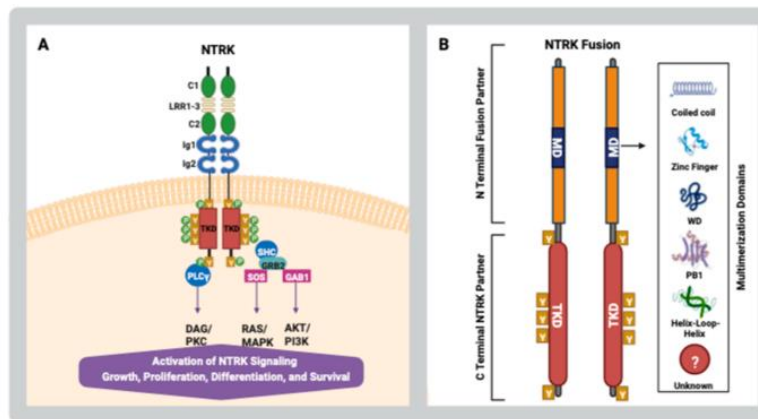 A
NTRK
C1
LRR1-3
C2
Ig1
Ig2
TKD
TKD
PLCγ
SHC
GRB2
SOS
GAB1
DAG/
PKC
RAS/
MAPK
AKT/
PI3K
Activation of NTRK Signaling
Growth, Proliferation, Differentiation, and Survival
B
NTRK Fusion
N Terminal Fusion Partner
C Terminal NTRK Partner
MD
MD
Y
Y
Y
Y
Y
Y
Y
Y
Y
Y
TKD
TKD
Coiled coil
Zinc Finger
WD
PB1
Helix-Loop-
Helix
?
Unknown
Multimerization Domains